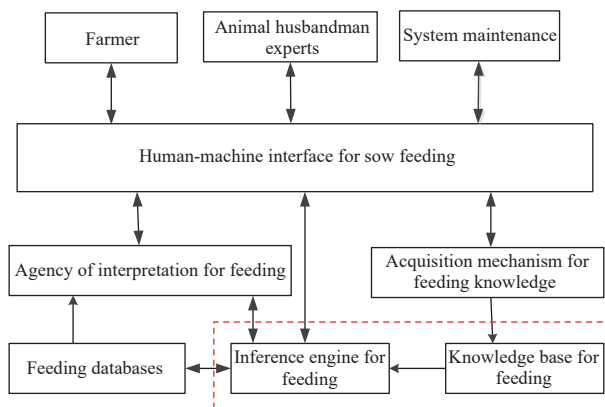 Farmer
Animal husbandman
experts
System maintenance
Human-machine interface for sow feeding
Agency of interpretation for feeding
Acquisition mechanism for
feeding knowledge
Feeding databases
Inference engine for
feeding
Knowledge base for
feeding